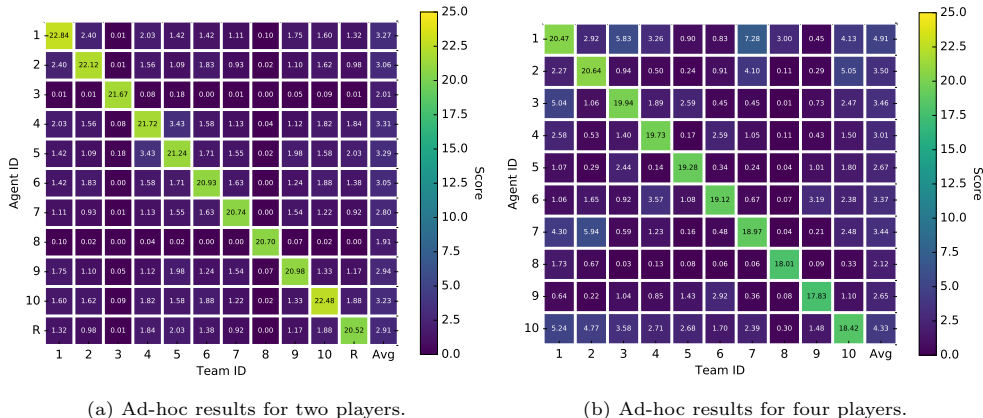 1 22.84 2.40 0.01 2.03 1.42 1.42 1.11 0.10 1.75 1.60 1.32 3.27
2 2.40 22.12 0.01 1.56 1.09 1.83 0.93 0.02 1.10 1.62 0.98 3.06
3 0.01 0.01 21.67 0.08 0.18 0.00 0.01 0.00 0.05 0.09 0.01 2.01
4 2.03 1.56 0.08 21.72 3.43 1.58 1.13 0.04 1.12 1.82 1.84 3.31
5 1.42 1.09 0.18 3.43 21.24 1.71 1.55 0.02 1.98 1.58 2.03 3.29
6 1.42 1.83 0.00 1.58 1.71 20.93 1.63 0.00 1.24 1.88 1.38 3.05
7 1.11 0.93 0.01 1.13 1.55 1.63 20.74 0.00 1.54 1.22 0.92 2.80
8 0.10 0.02 0.00 0.04 0.02 0.00 0.00 20.70 0.07 0.02 0.00 1.91
9 1.75 1.10 0.05 1.12 1.98 1.24 1.54 0.07 20.98 1.33 1.17 2.94
10 1.60 1.62 0.09 1.82 1.58 1.88 1.22 0.02 1.33 22.48 1.88 3.23
R 1.32 0.98 0.01 1.84 2.03 1.38 0.92 0.00 1.17 1.88 20.52 2.91
1 2 3 4 5 6 7 8 9 10 R Avg
Team ID
Agent ID
25.0
22.5
20.0
17.5
15.0
12.5
10.0
7.5
5.0
2.5
0.0
Score
(a) Ad-hoc results for two players.
1 20.47 2.92 5.83 3.26 0.90 0.83 7.28 3.00 0.45 4.13 4.91
2 2.27 20.64 0.94 0.50 0.24 0.91 4.10 0.11 0.29 5.05 3.50
3 5.04 1.06 19.94 1.89 2.59 0.45 0.45 0.01 0.73 2.47 3.46
4 2.58 0.53 1.40 19.73 0.17 2.59 1.05 0.11 0.43 1.50 3.01
5 1.07 0.29 2.44 0.14 19.28 0.34 0.24 0.04 1.01 1.80 2.67
6 1.06 1.65 0.92 3.57 1.08 19.12 0.67 0.07 3.19 2.38 3.37
7 4.30 5.94 0.59 1.23 0.16 0.48 18.97 0.04 0.21 2.48 3.44
8 1.73 0.67 0.03 0.13 0.08 0.06 0.06 18.01 0.09 0.33 2.12
9 0.64 0.22 1.04 0.85 1.43 2.92 0.36 0.08 17.83 1.10 2.65
10 5.24 4.77 3.58 2.71 2.68 1.70 2.39 0.30 1.48 18.42 4.33
1 2 3 4 5 6 7 8 9 10 Avg
Team ID
Agent ID
25.0
22.5
20.0
17.5
15.0
12.5
10.0
7.5
5.0
2.5
0.0
Score
(b) Ad-hoc results for four players.